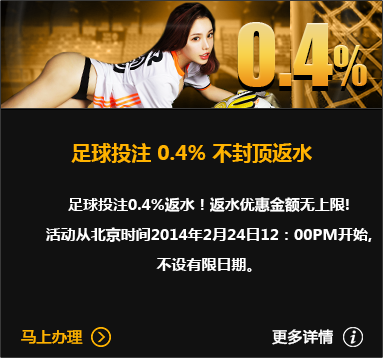 0.4%
足球投注 0.4% 不封顶返水
足球投注0.4%返水！返水优惠金额无上限!
活动从北京时间2014年2月24日12：00PM开始,
不设有限日期。
马上办理
更多详情